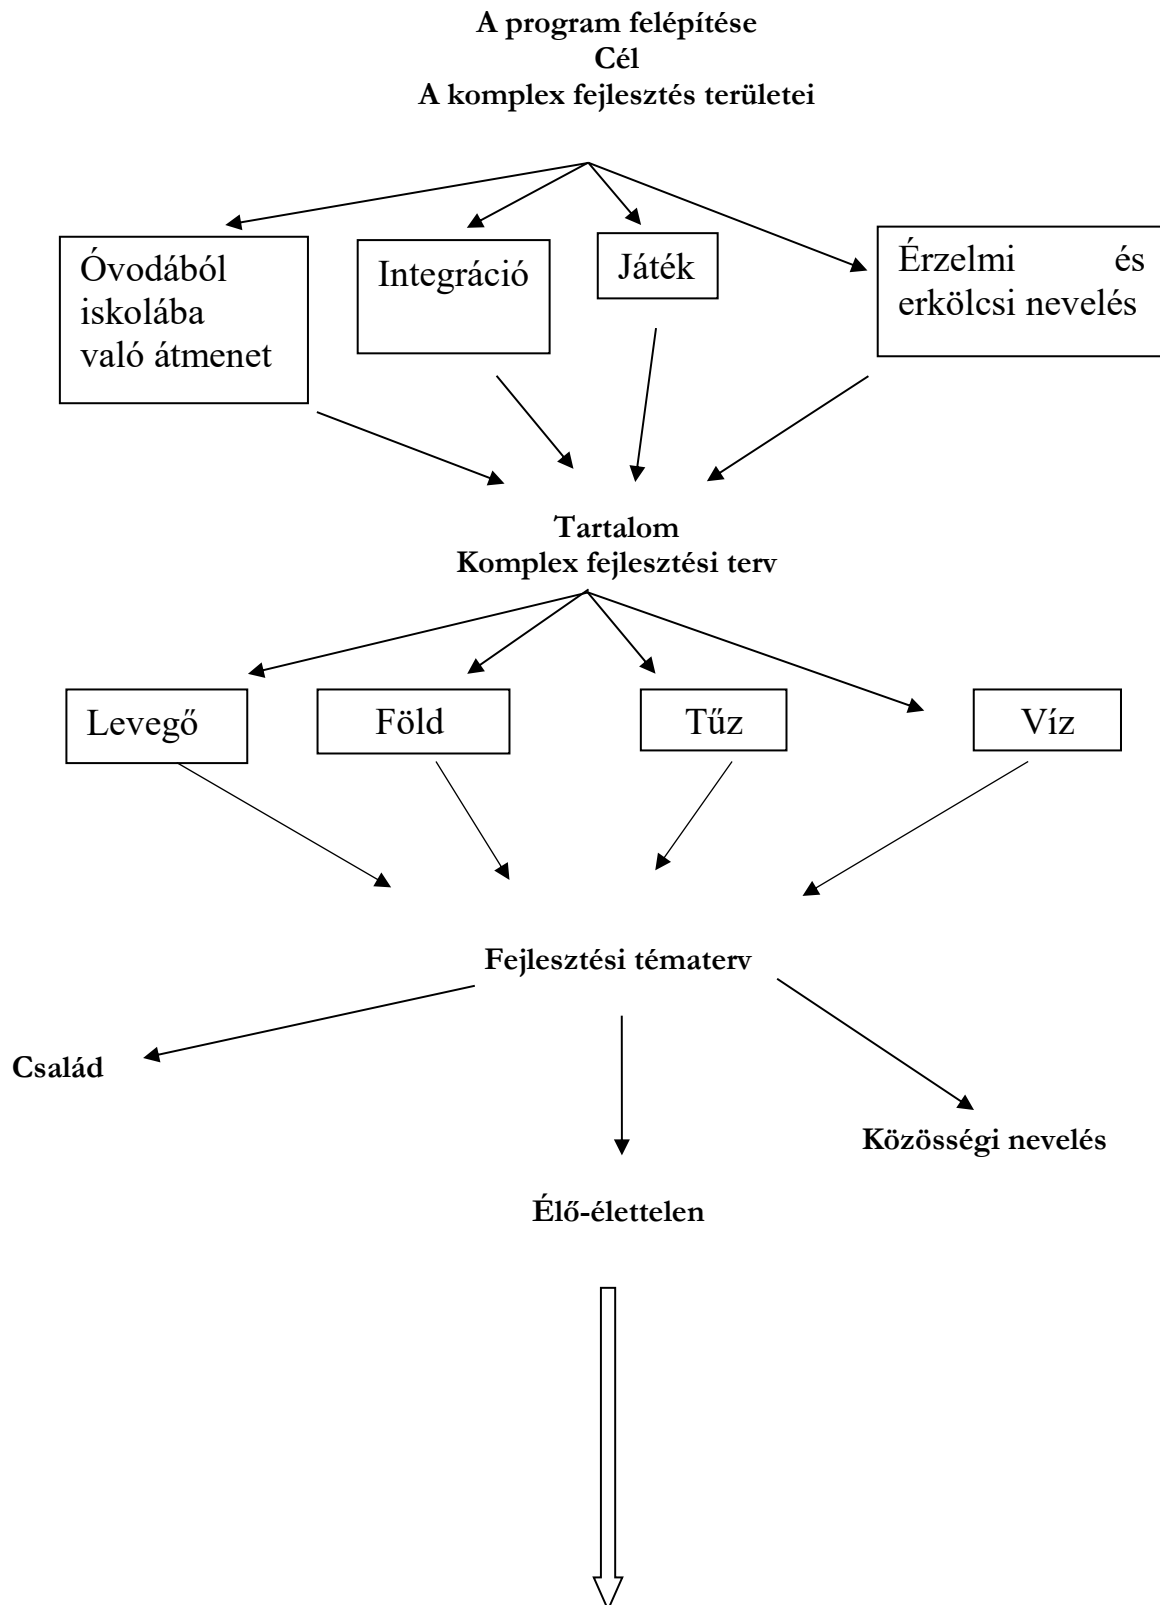 A program felépítése
Cél
A komplex fejlesztés területei
Óvodából
iskolába
való átmenet
Integráció
Játék
Érzelmi és
erkölcsi nevelés
Tartalom
Komplex fejlesztési terv
Levegő
Föld
Tűz
Víz
Fejlesztési tématerv
Család
Közösségi nevelés
Élő-élettelen